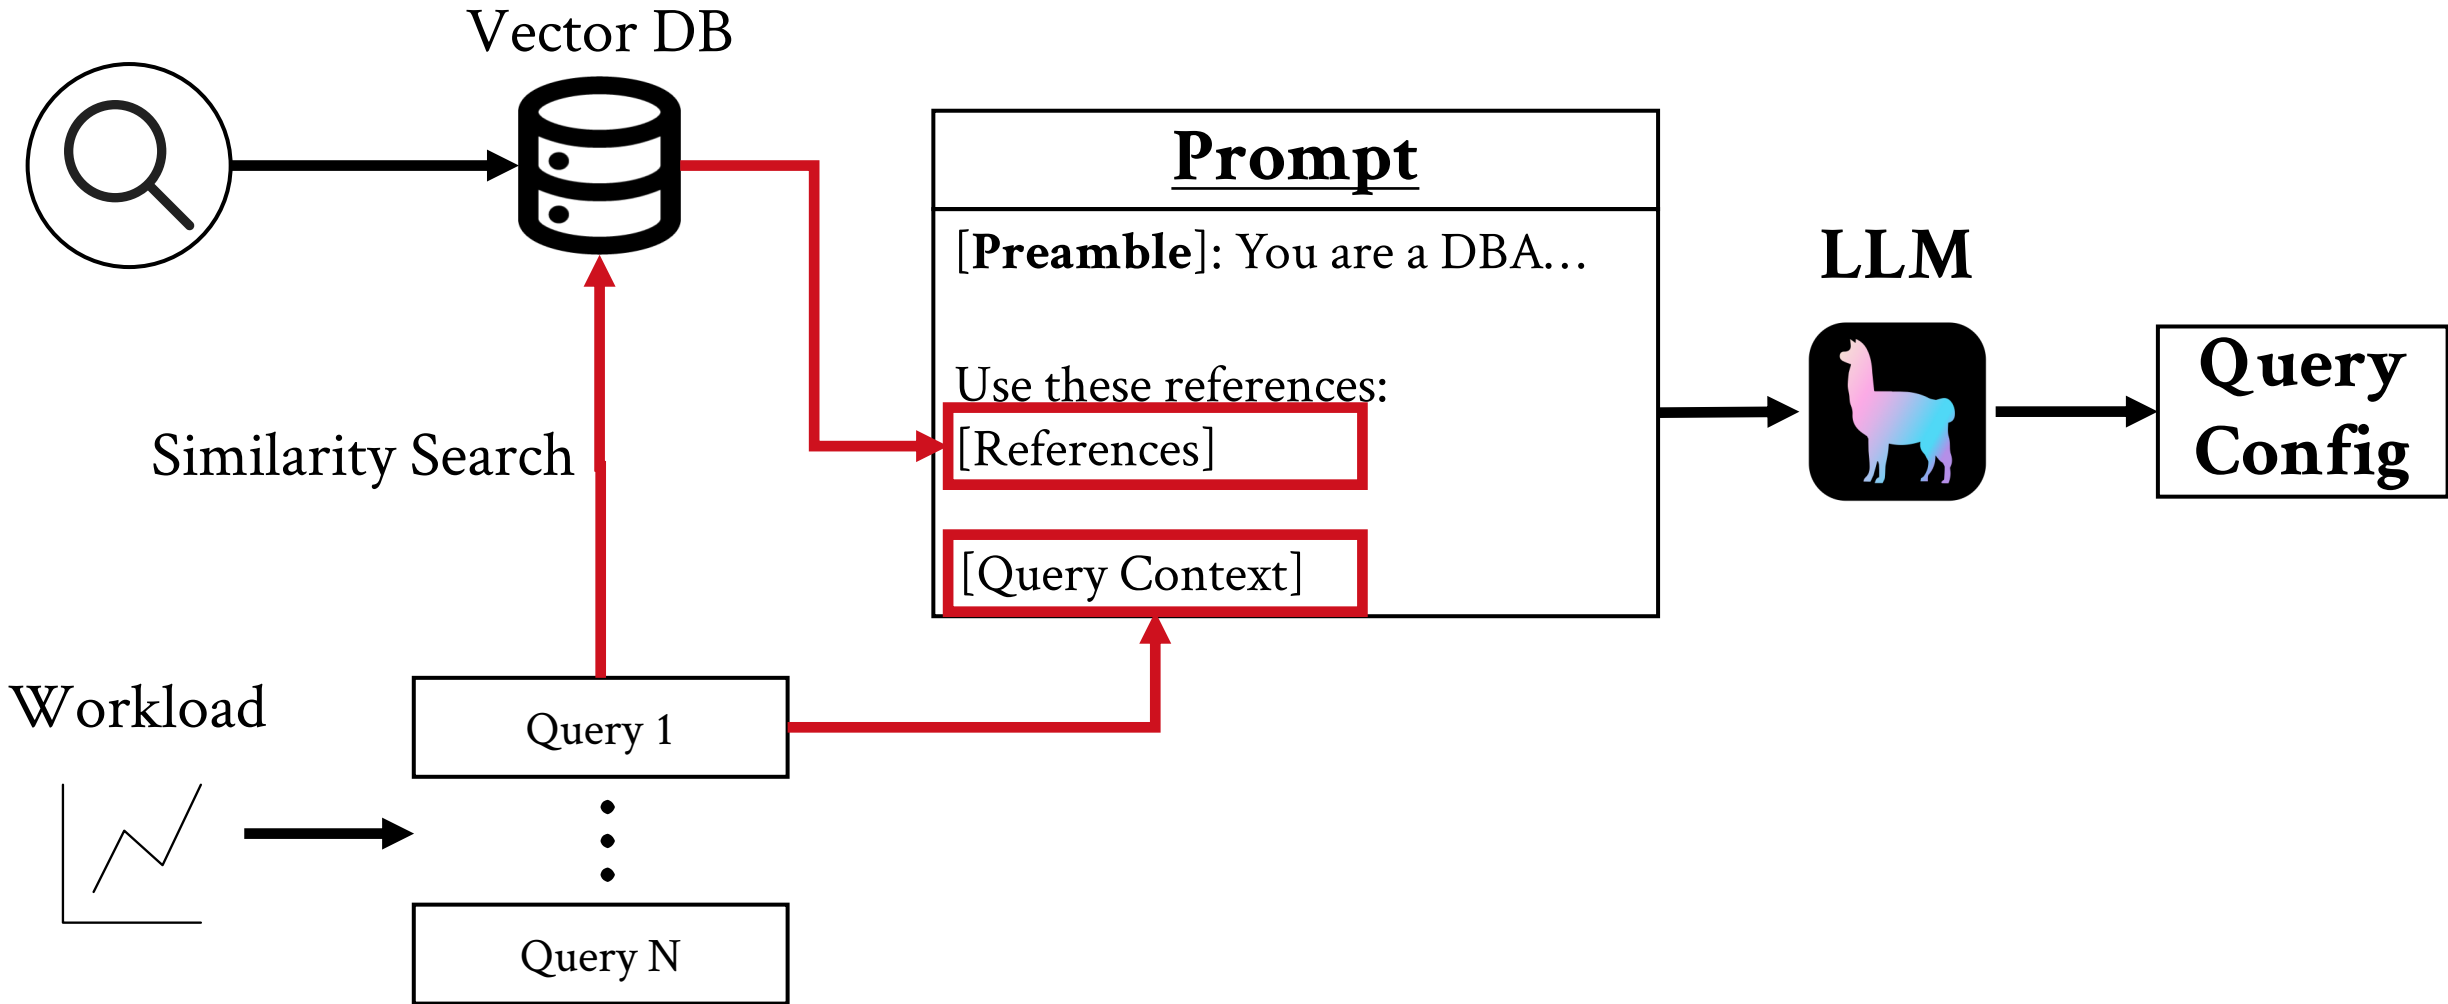 Vector DB
Prompt
[Preamble]: You are a DBA...
Use these references:
[References]
[Query Context]
LLM
Query
Config
Similarity Search
Workload
Query 1
Query N